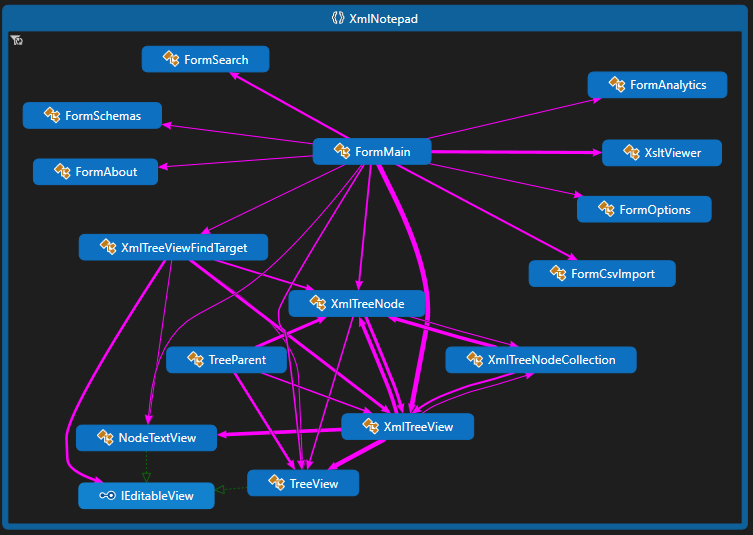 XmlNotepad
FormSearch
FormAnalytics
FormSchemas
FormMain
XsltViewer
FormAbout
FormOptions
XmlTreeViewFindTarget
FormCsvImport
XmlTreeNode
TreeParent
XmlTreeNodeCollection
XmlTreeView
NodeTextView
TreeView
IEditableView